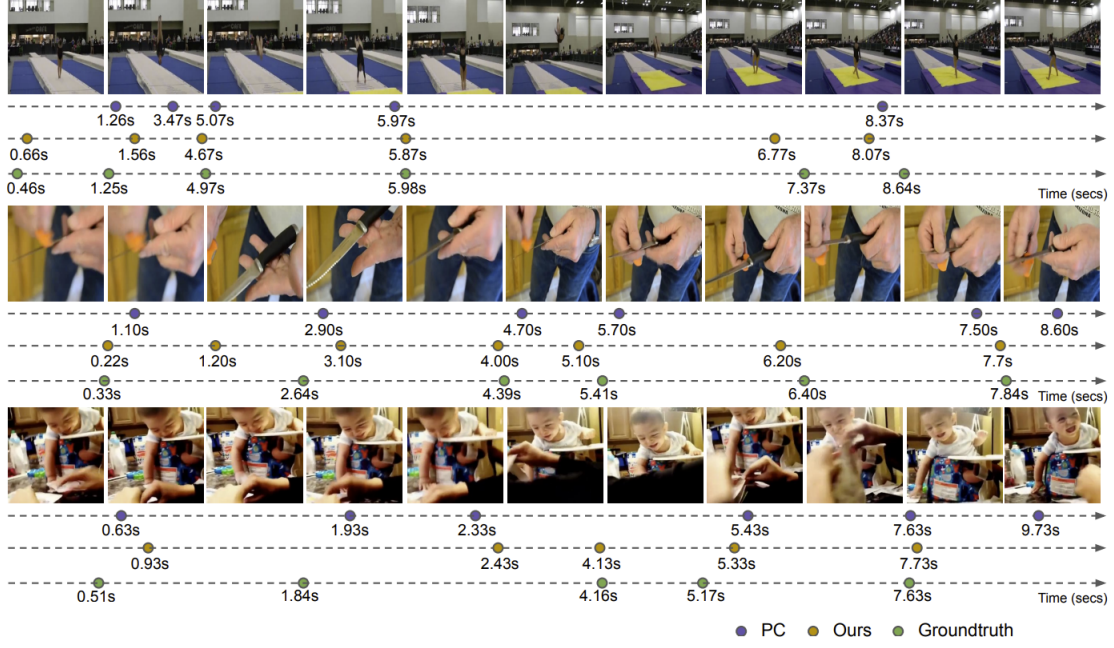 1.26s 3.47s 5.07s 5.97s 8.37s
0.66s 1.56s 4.67s 5.87s 6.77s 8.07s
0.46s 1.25s 4.97s 5.98s 7.37s 8.64s Time (secs)
1.10s 2.90s 4.70s 5.70s 7.50s 8.60s
0.22s 1.20s 3.10s 4.00s 5.10s 6.20s 7.7s
0.33s 2.64s 4.39s 5.41s 6.40s 7.84s Time (secs)
0.63s 1.93s 2.33s 5.43s 7.63s 9.73s
0.93s 2.43s 4.13s 5.33s 7.73s
0.51s 1.84s 4.16s 5.17s 7.63s Time (secs)
PC Ours Groundtruth